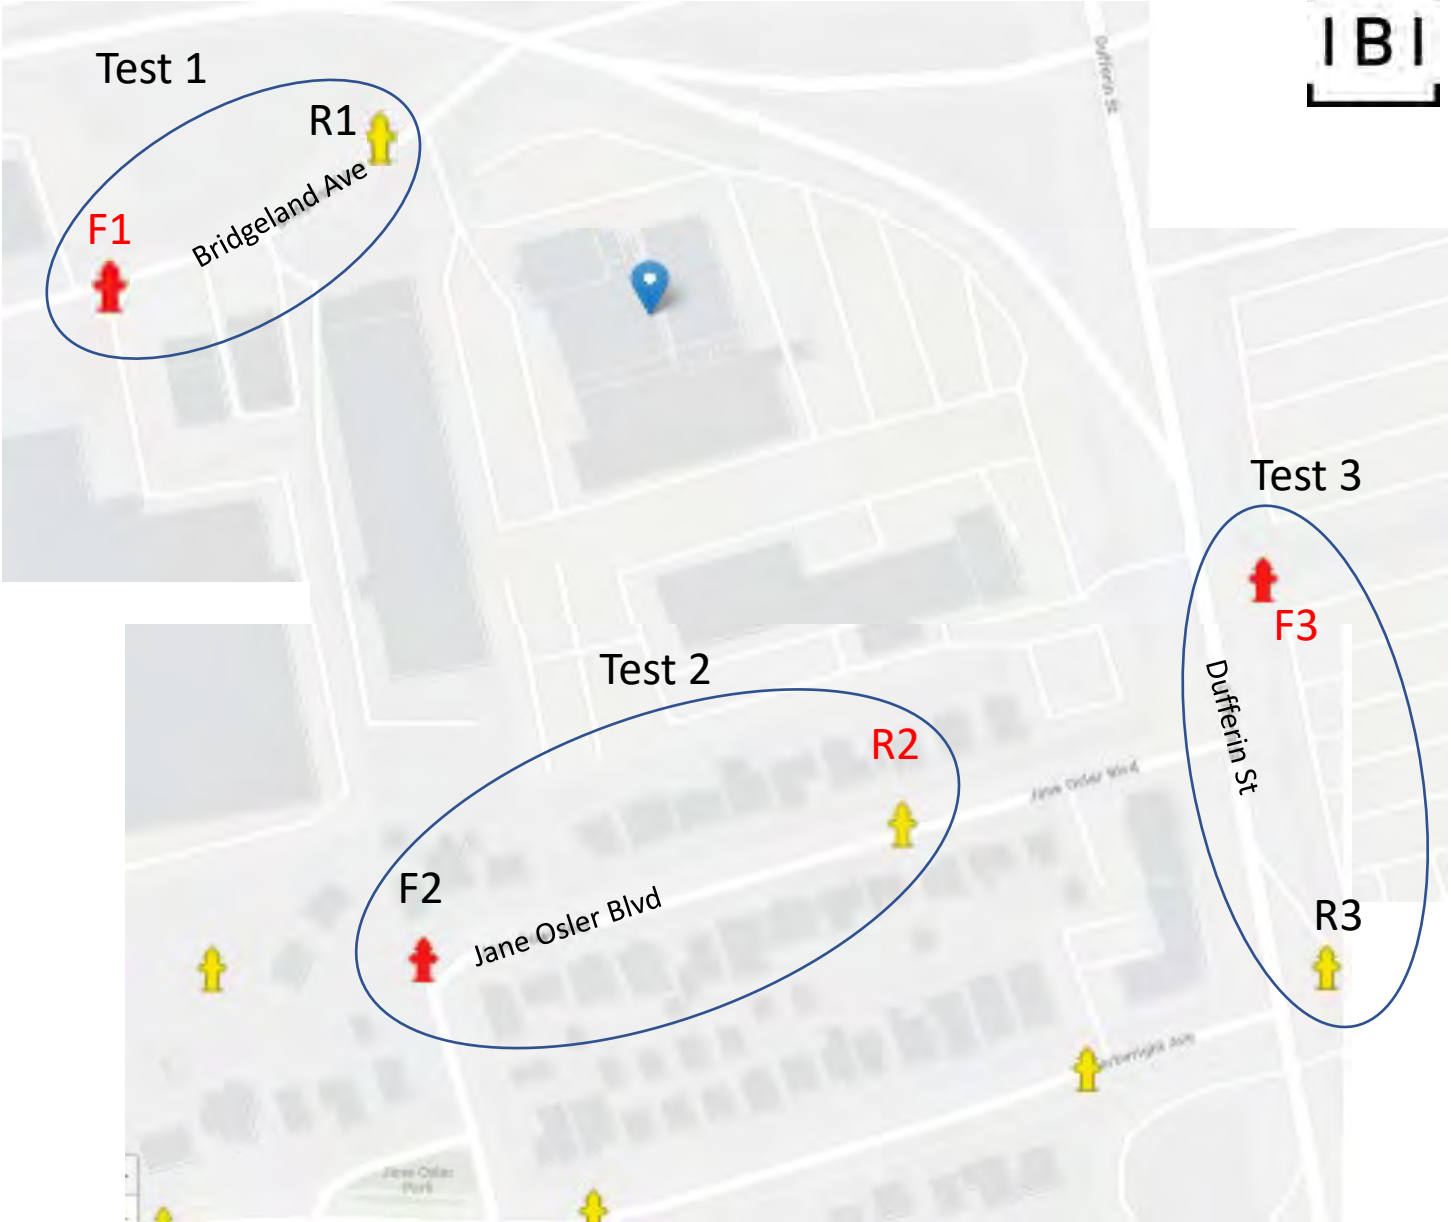 IBI
Test 1
Dufferin St
R1
Bridgeland Ave
F1
Test 3
F3
Test 2
Dufferin St
R2
Jane Osler Blvd
F2
Jane Osler Blvd
R3
Jane Osler
Park